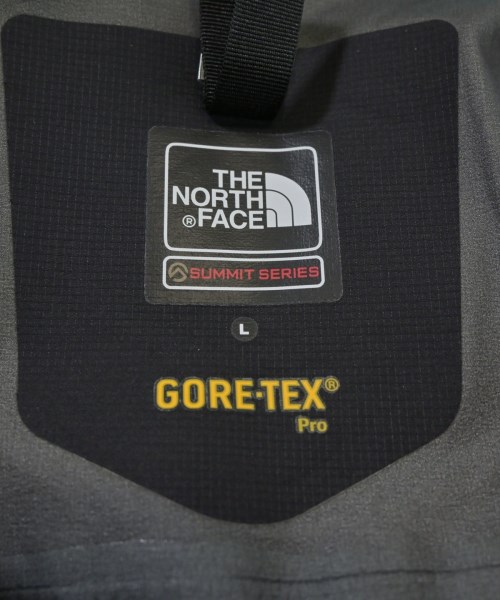 THE
NORTH
® FACE
SUMMIT SERIES
L
GORE-TEX®
Pro